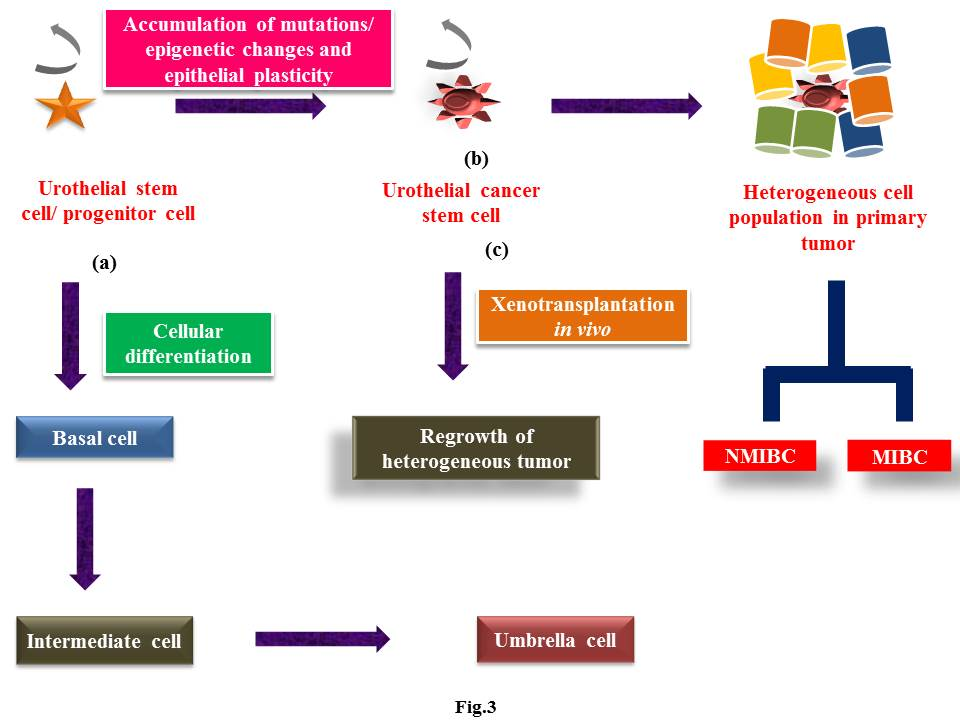 Accumulation of mutations/
epigenetic changes and
epithelial plasticity
(b)
Urothelial stem
cell/ progenitor cell
Urothelial cancer
stem cell
Heterogeneous cell
population in primary
tumor
(a)
(c)
Cellular
differentiation
Xenotransplantation
in vivo
Basal cell
Regrowth of
heterogeneous tumor
NMIBC
MIBC
Intermediate cell
Umbrella cell
Fig.3